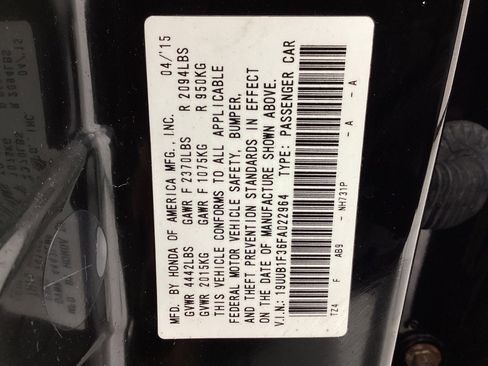 MFD. BY HONDA OF AMERICA MFG., INC. 04/'15
GVWR 4442LBS GAWR F 2370LBS R 2094LBS
GVWR 2015KG GAWR F 1075KG R 950KG
THIS VEHICLE CONFORMS TO ALL APPLICABLE
FEDERAL MOTOR VEHICLE SAFETY, BUMPER,
AND THEFT PREVENTION STANDARDS IN EFFECT
ON THE DATE OF MANUFACTURE SHOWN ABOVE.
V.I.N.: 19UUB1F36FA022964 TYPE: PASSENGER CAR
TZ4 F AB9 - NH731P - A - A